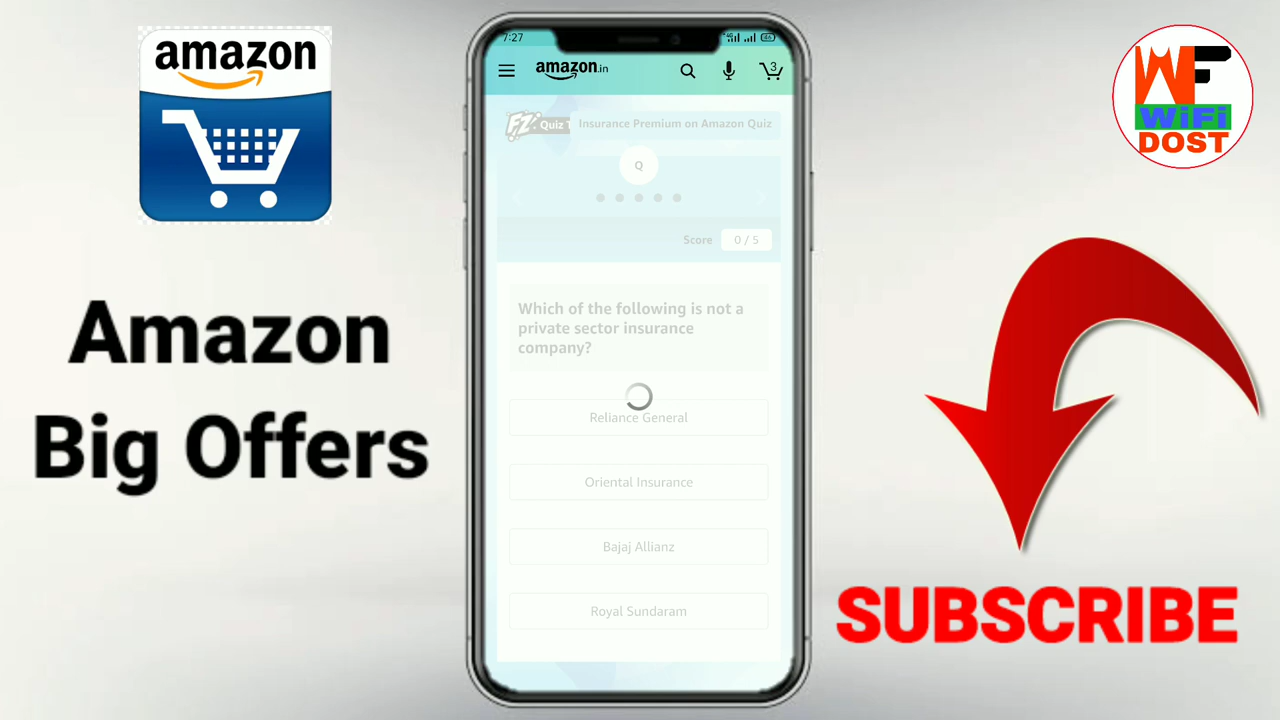 amazon
Amazon
Big Offers
7:27
amazon.in
3
FZ Quiz T
Insurance Premium on Amazon Quiz
Q
Score 0 / 5
Which of the following is not a
private sector insurance
company?
Reliance General
Oriental Insurance
Bajaj Allianz
Royal Sundaram
WF
WiFi
DOST
SUBSCRIBE